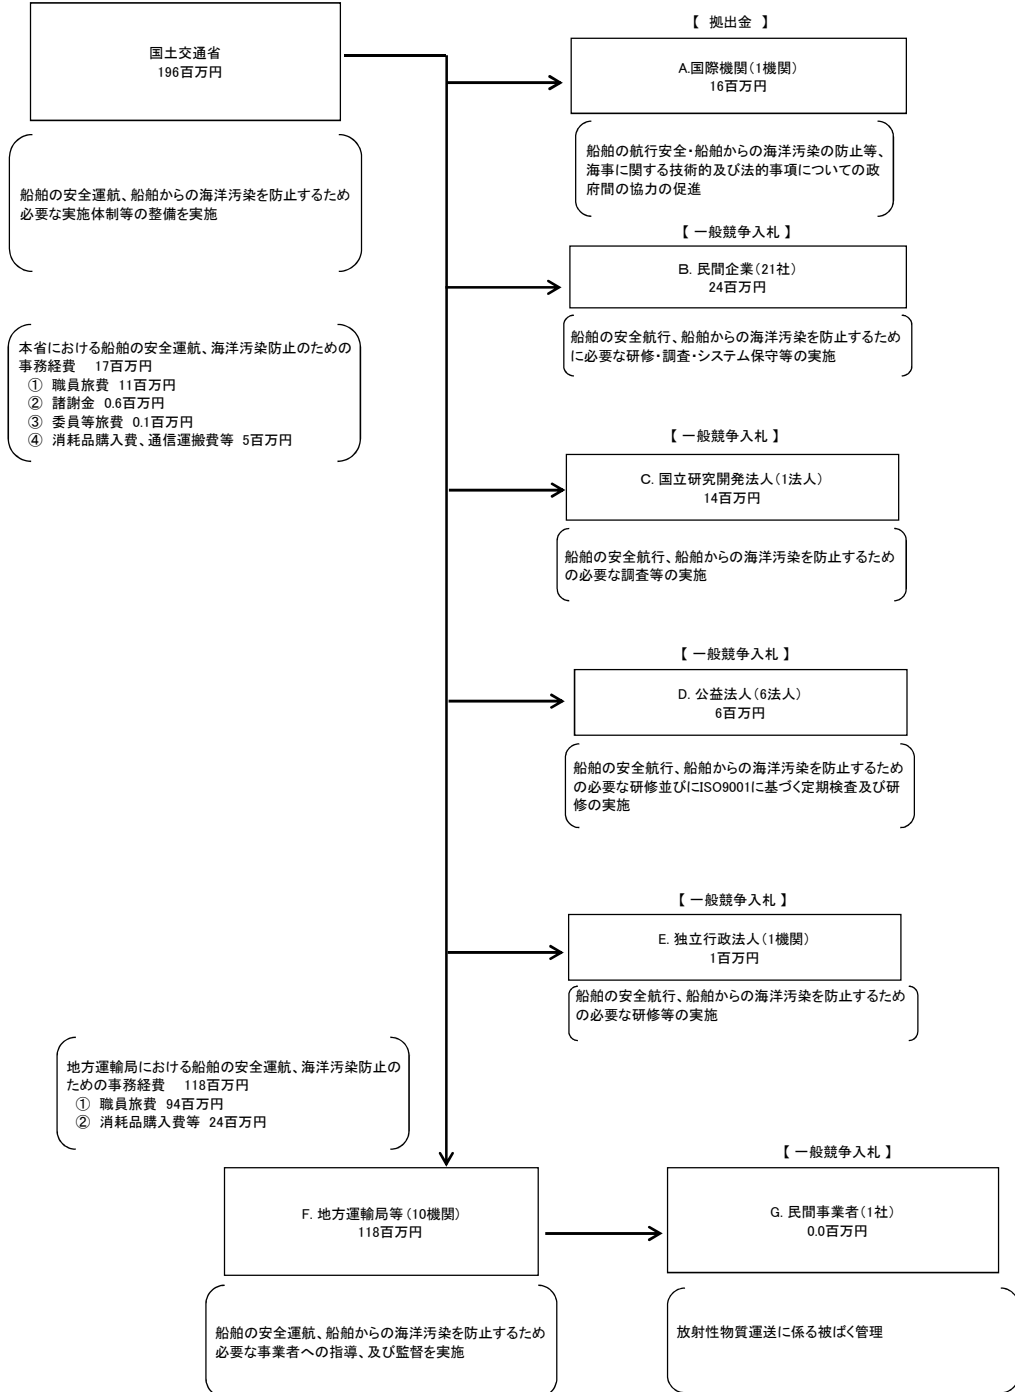 国土交通省
196百万円
船舶の安全運航、船舶からの海洋汚染を防止するため
必要な実施体制等の整備を実施
本省における船舶の安全運航、海洋汚染防止のための
事務経費　17百万円
① 職員旅費 11百万円
② 諸謝金 0.6百万円
③ 委員等旅費 0.1百万円
④ 消耗品購入費、通信運搬費等 5百万円
【 拠出金 】
A.国際機関(1機関)
16百万円
船舶の航行安全・船舶からの海洋汚染の防止等、
海事に関する技術的及び法的事項についての政
府間の協力の促進
【 一般競争入札 】
B. 民間企業(21社)
24百万円
船舶の安全航行、船舶からの海洋汚染を防止するため
に必要な研修・調査・システム保守等の実施
【 一般競争入札 】
C. 国立研究開発法人(1法人)
14百万円
船舶の安全航行、船舶からの海洋汚染を防止するため
の必要な調査等の実施
【 一般競争入札 】
D. 公益法人(6法人)
6百万円
船舶の安全航行、船舶からの海洋汚染を防止するため
の必要な研修並びにISO9001に基づく定期検査及び研
修の実施
【 一般競争入札 】
E. 独立行政法人(1機関)
1百万円
船舶の安全航行、船舶からの海洋汚染を防止するため
の必要な研修等の実施
地方運輸局における船舶の安全運航、海洋汚染防止の
ための事務経費　118百万円
① 職員旅費 94百万円
② 消耗品購入費等 24百万円
F. 地方運輸局等(10機関)
118百万円
船舶の安全運航、船舶からの海洋汚染を防止するため
必要な事業者への指導、及び監督を実施
【 一般競争入札 】
G. 民間事業者(1社)
0.0百万円
放射性物質運送に係る被ばく管理